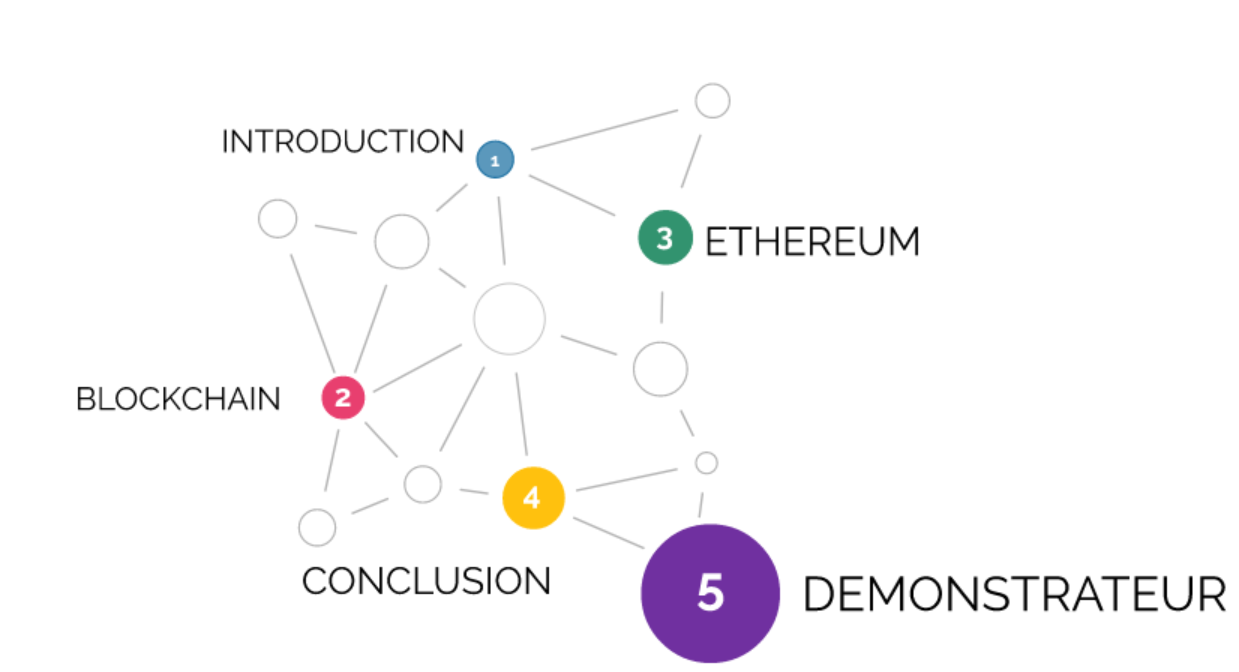 INTRODUCTION
1
3
ETHEREUM
BLOCKCHAIN
2
4
CONCLUSION
5
DEMONSTRATEUR